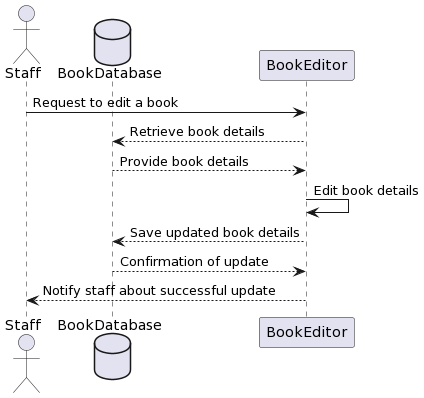 Staff
BookDatabase
BookEditor
Request to edit a book
Retrieve book details
Provide book details
Edit book details
Save updated book details
Confirmation of update
Notify staff about successful update
Staff
BookDatabase
BookEditor